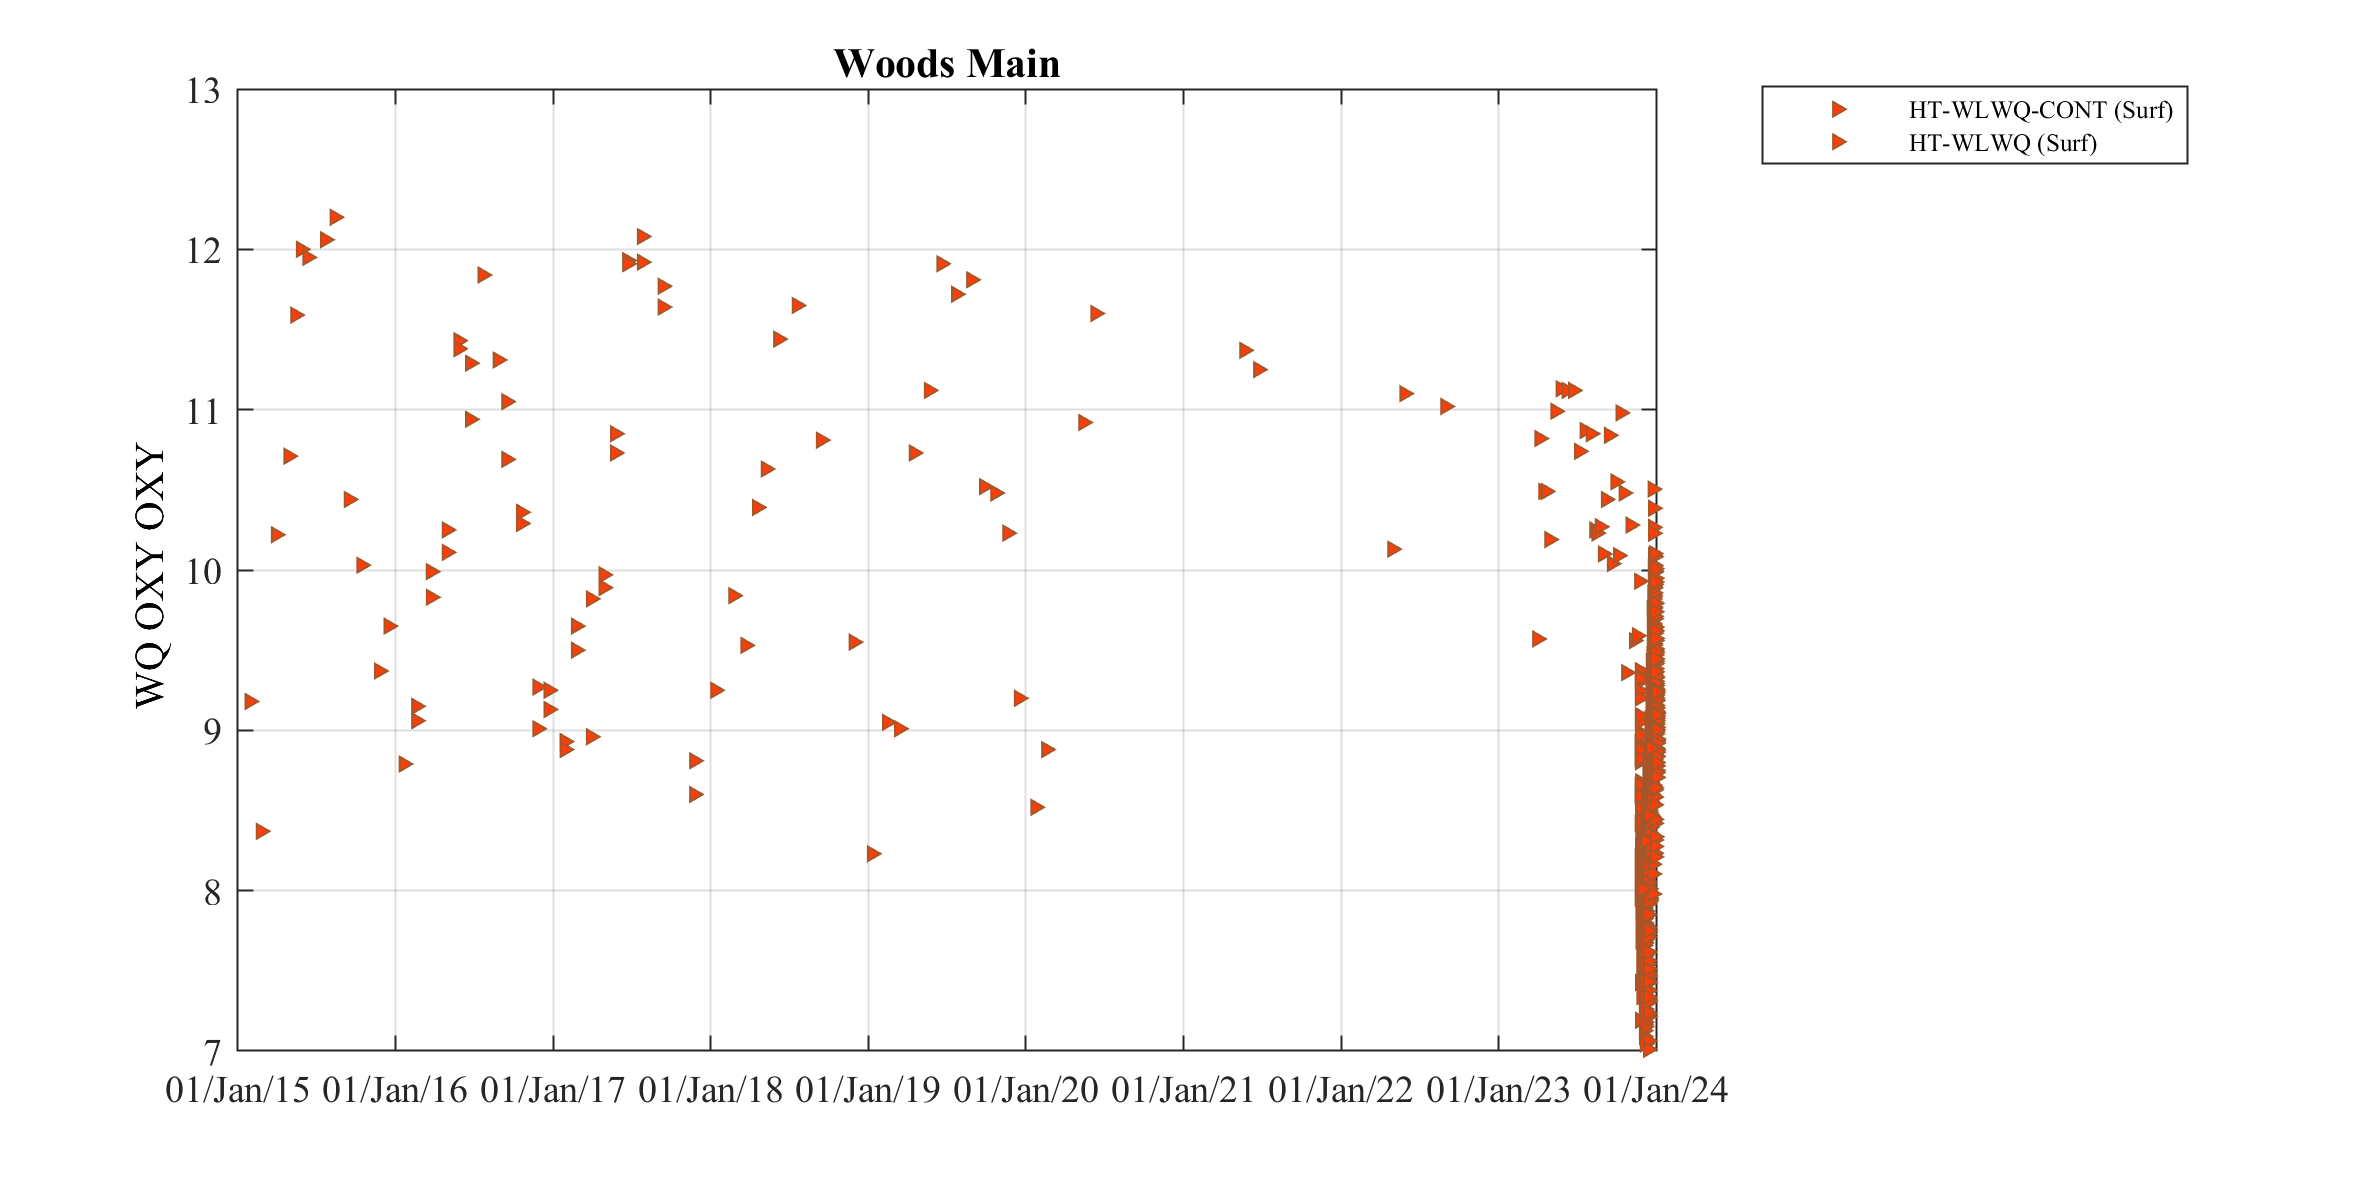 Woods Main
HT-WLWQ-CONT (Surf)
HT-WLWQ (Surf)
WQ OXY OXY
13
12
11
10
9
8
7
01/Jan/15 01/Jan/16 01/Jan/17 01/Jan/18 01/Jan/19 01/Jan/20 01/Jan/21 01/Jan/22 01/Jan/23 01/Jan/24